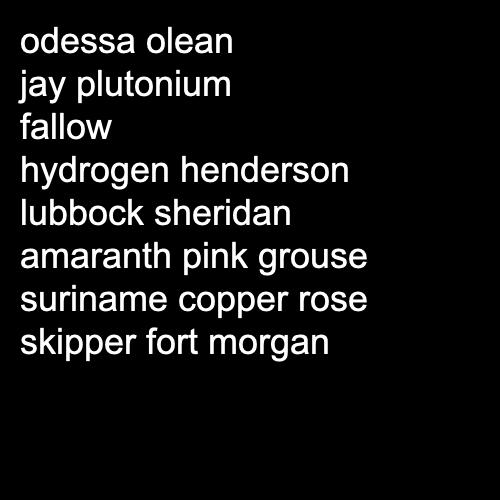 odessa olean
jay plutonium
fallow
hydrogen henderson
lubbock sheridan
amaranth pink grouse
suriname copper rose
skipper fort morgan